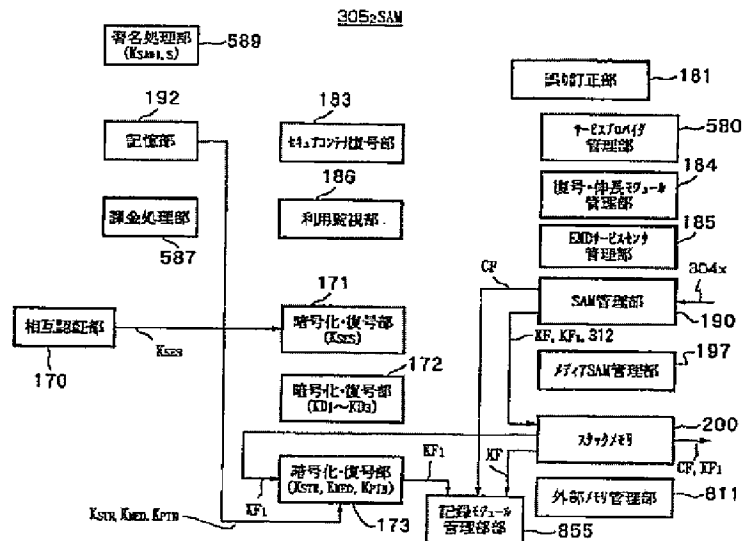 305₂SAM
署名処理部
(KSAM1,S)
589
誤り訂正部
181
192
記憶部
183
セキュアコンテナ復号部
580
サービスプロバイダ
管理部
184
復号・伸長モジュール
管理部
課金処理部
587
186
利用監視部
185
EMDサービスセンタ
管理部
CF
304x
171
暗号化・復号部
(KSES)
SAM管理部
190
相互認証部
170
KSES
KF, KF₁, 312
172
暗号化・復号部
(KD₁〜KD₃)
197
メディアSAM管理部
200
スタックメモリ
CF, KF₁
KF
KF₁
暗号化・復号部
(KSTR, KMED, KPIN)
173
KF₁
KSTR, KMED, KPIN
記録モジュール
管理部部
855
外部メモリ管理部
811